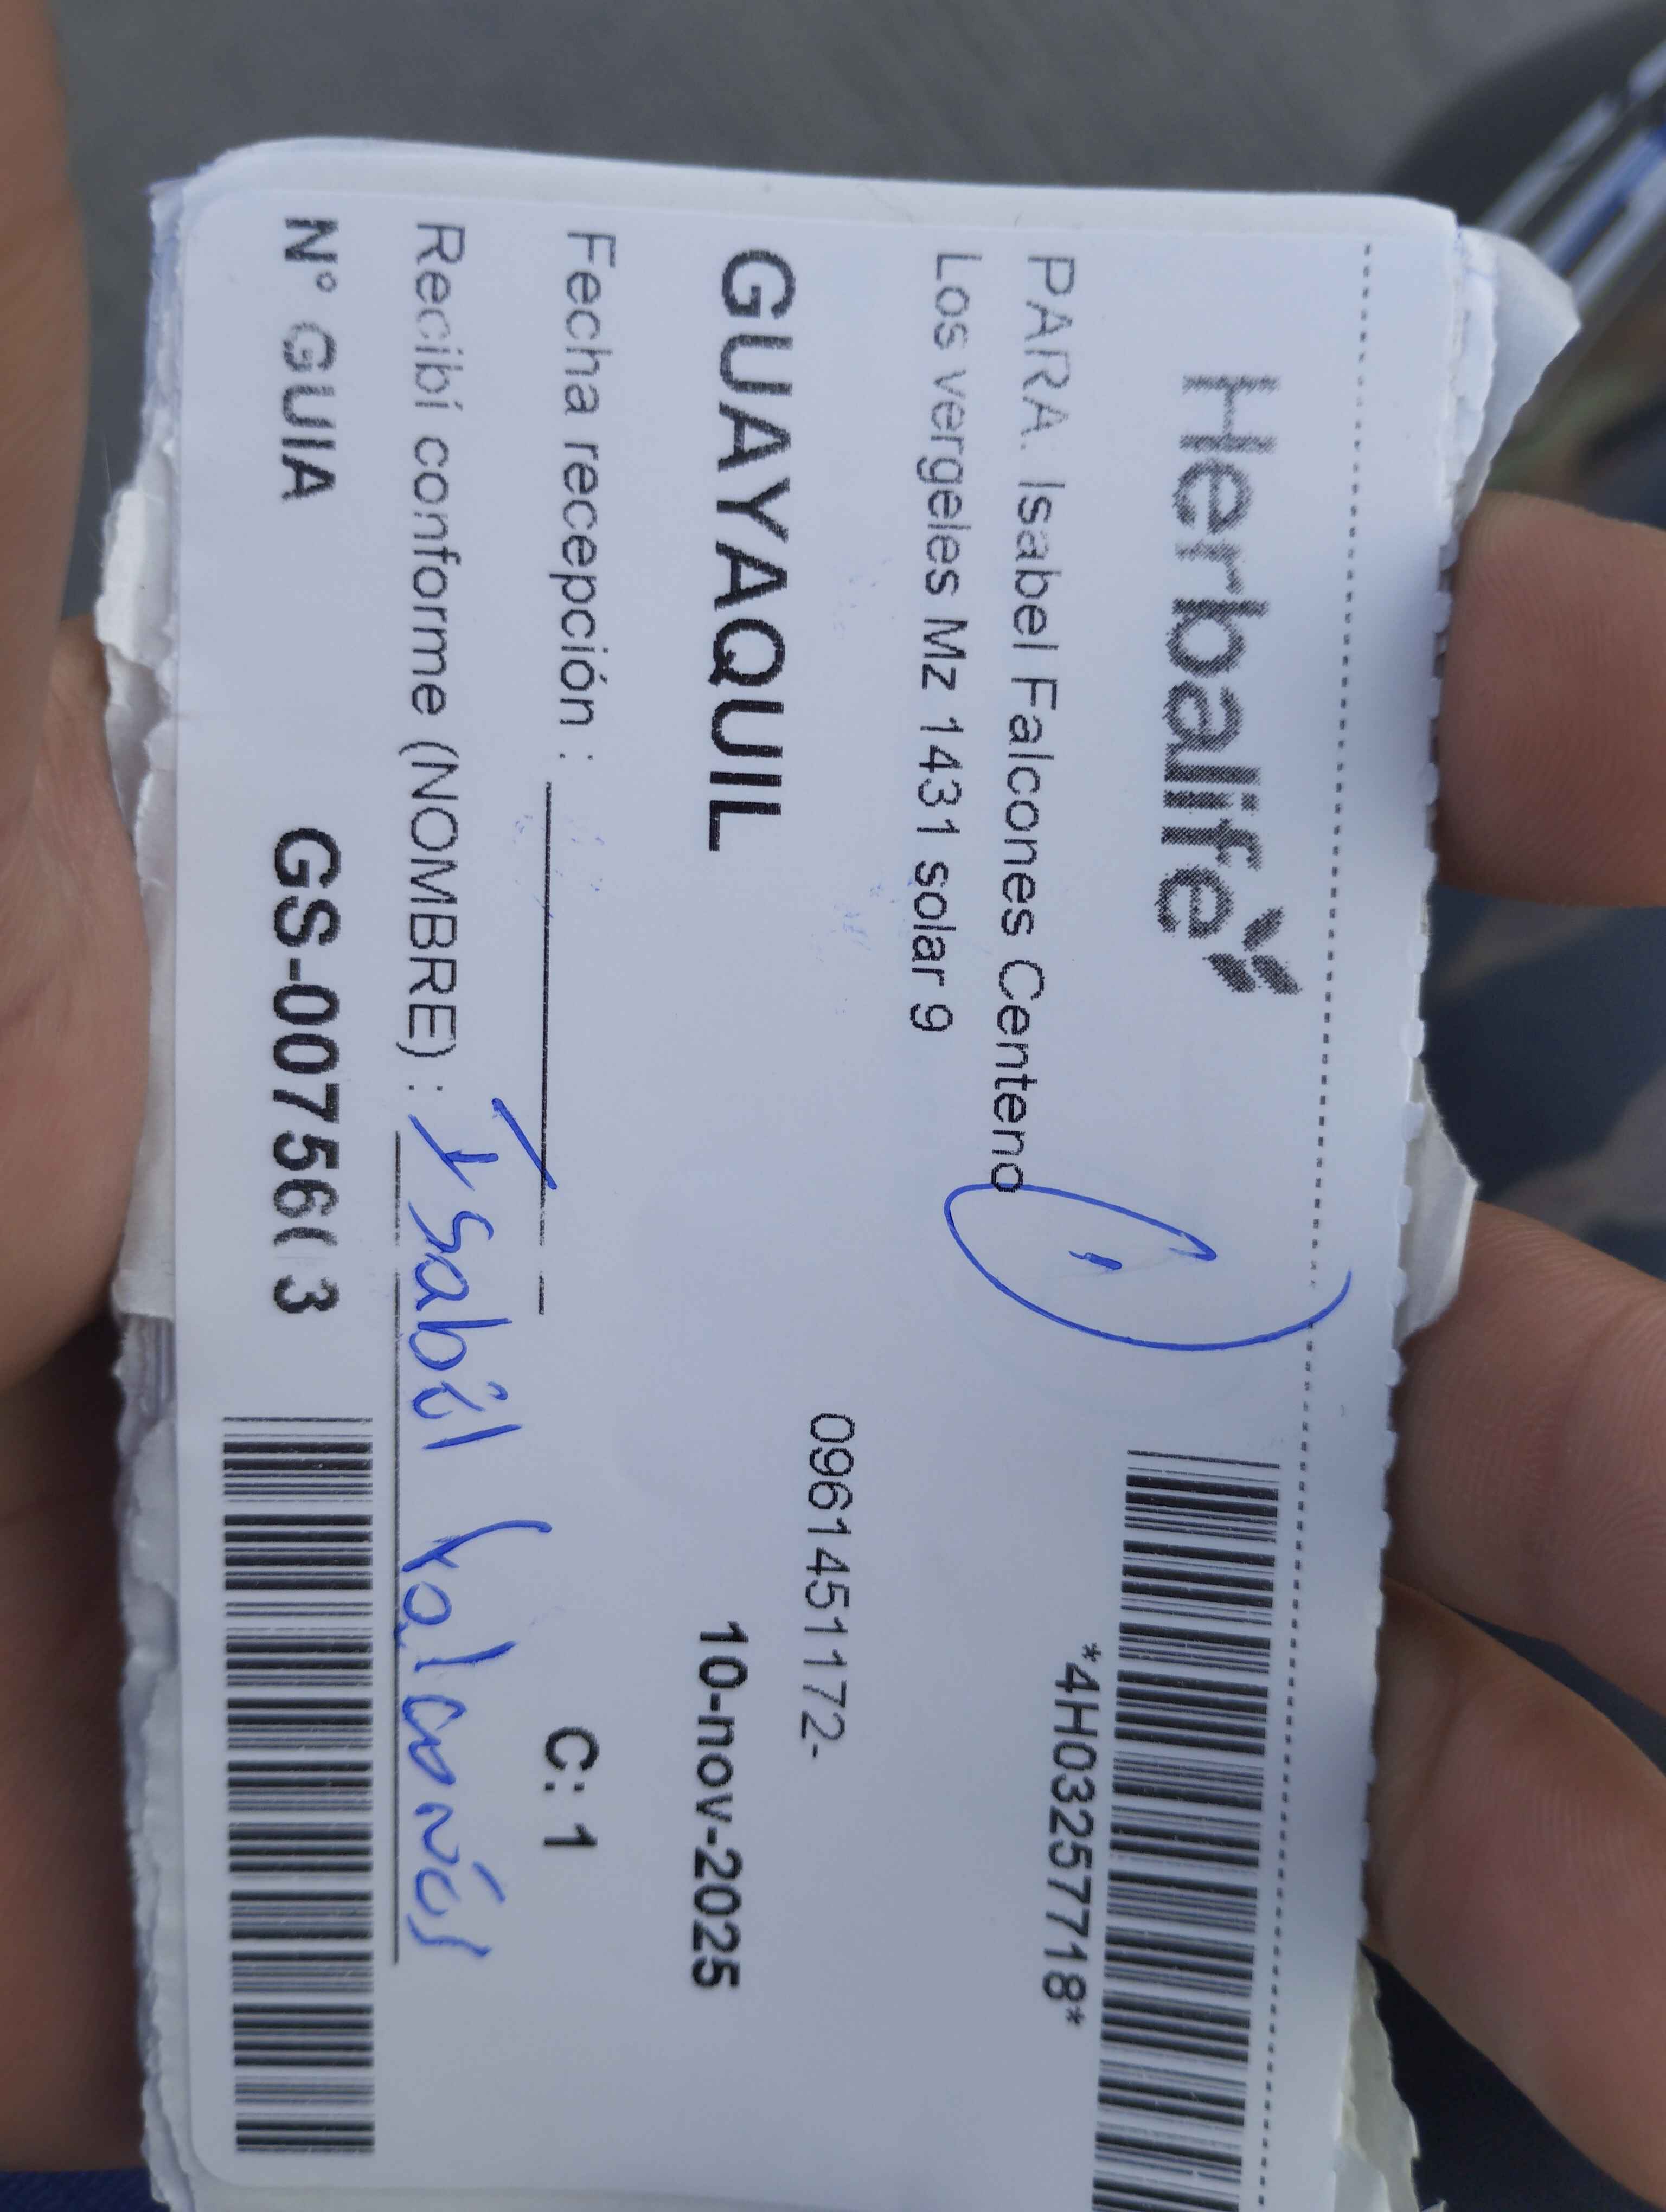 Herbalife
*4H03257718*
PARA. Isabel Falcones Centeno
Los vergeles Mz 1431 solar 9
0961451172-
GUAYAQUIL 10-nov-2025
Fecha recepción :
C: 1
Recibí conforme (NOMBRE) : Isabel Falcones
N° GUIA